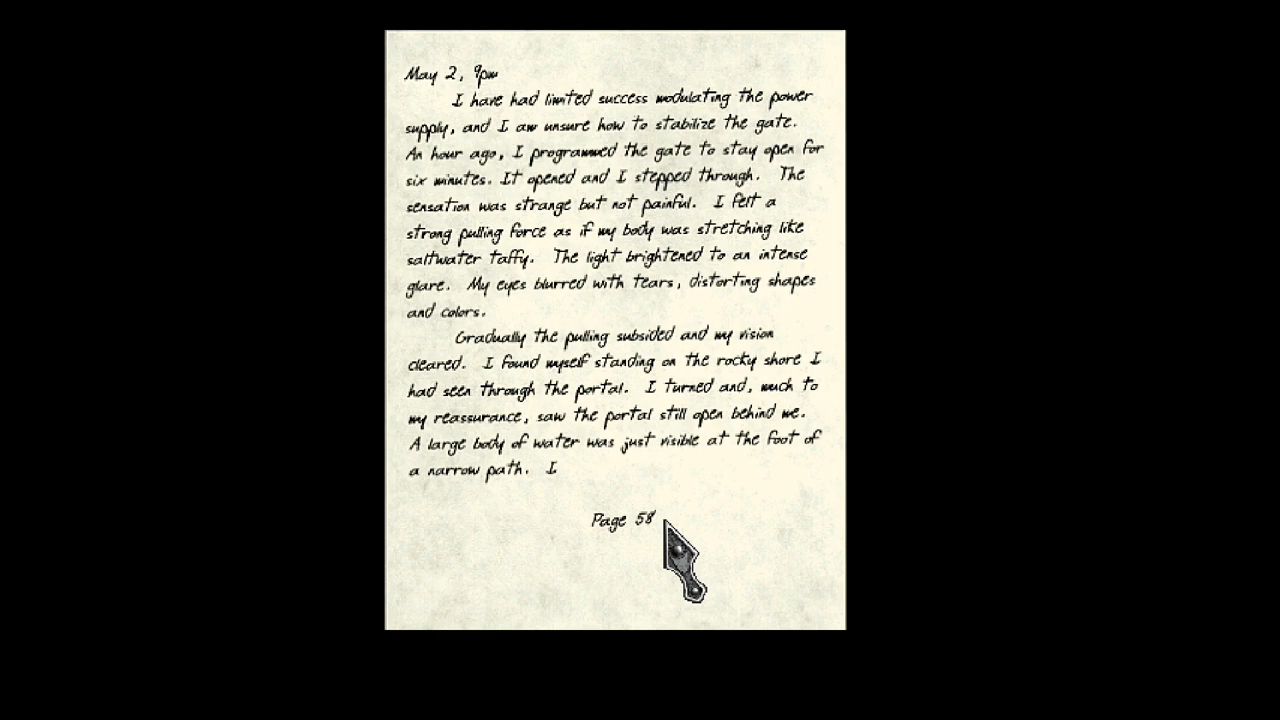 May 2, 9pm
I have had limited success modulating the power
supply, and I am unsure how to stabilize the gate.
An hour ago, I programmed the gate to stay open for
six minutes. It opened and I stepped through. The
sensation was strange but not painful. I felt a
strong pulling force as if my body was stretching like
saltwater taffy. The light brightened to an intense
glare. My eyes blurred with tears, distorting shapes
and colors.
Gradually the pulling subsided and my vision
cleared. I found myself standing on the rocky shore I
had seen through the portal. I turned and, much to
my reassurance, saw the portal still open behind me.
A large body of water was just visible at the foot of
a narrow path. I
Page 58